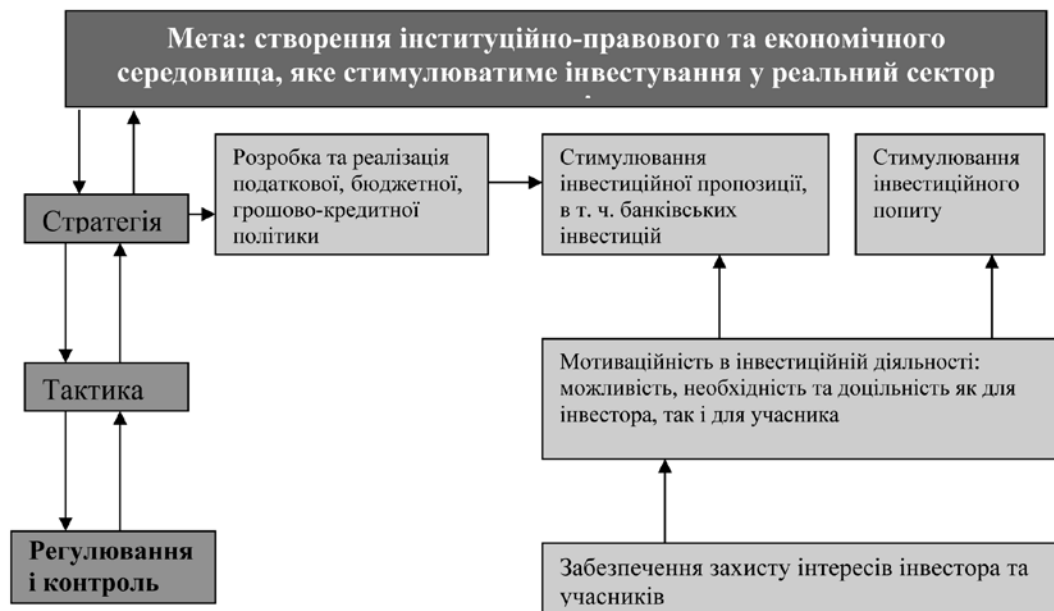 Мета: створення інституційно-правового та економічного
середовища, яке стимулюватиме інвестування у реальний сектор
Розробка та реалізація
податкової, бюджетної,
грошово-кредитної
політики
Стимулювання
інвестиційної пропозиції,
в т. ч. банківських
інвестицій
Стимулювання
інвестиційного
попиту
Стратегія
Мотиваційність в інвестиційній діяльності:
можливість, необхідність та доцільність як для
інвестора, так і для учасника
Тактика
Регулювання
і контроль
Забезпечення захисту інтересів інвестора та
учасників